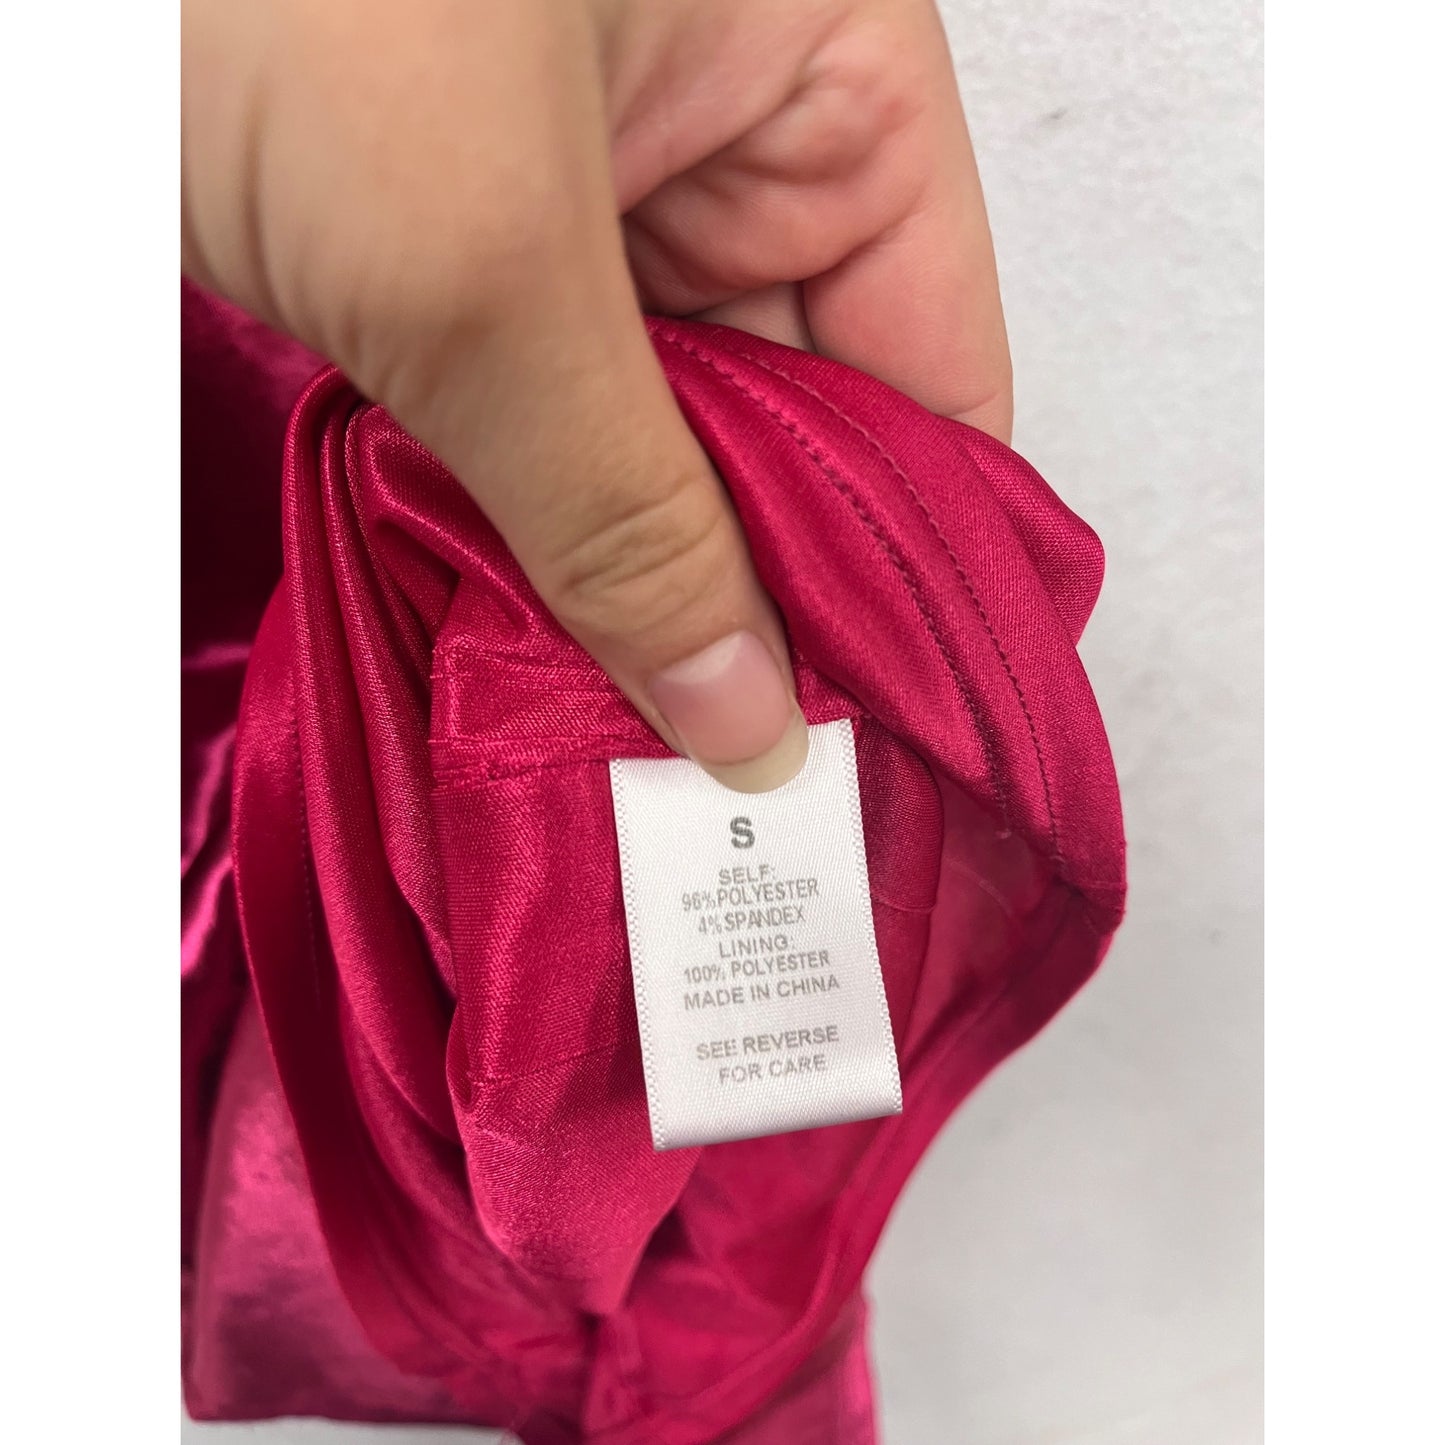 S
SELF:
96% POLYESTER
4% SPANDEX
LINING:
100% POLYESTER
MADE IN CHINA
SEE REVERSE
FOR CARE